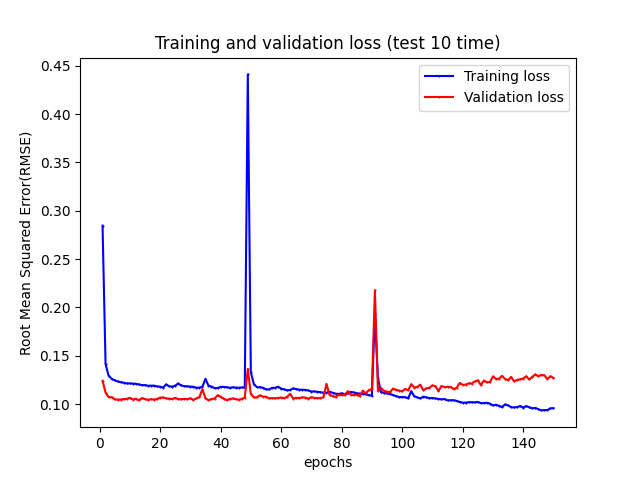 Training and validation loss (test 10 time)
Training loss
Validation loss
Root Mean Squared Error(RMSE)
0.45
0.40
0.35
0.30
0.25
0.20
0.15
0.10
0 20 40 60 80 100 120 140
epochs